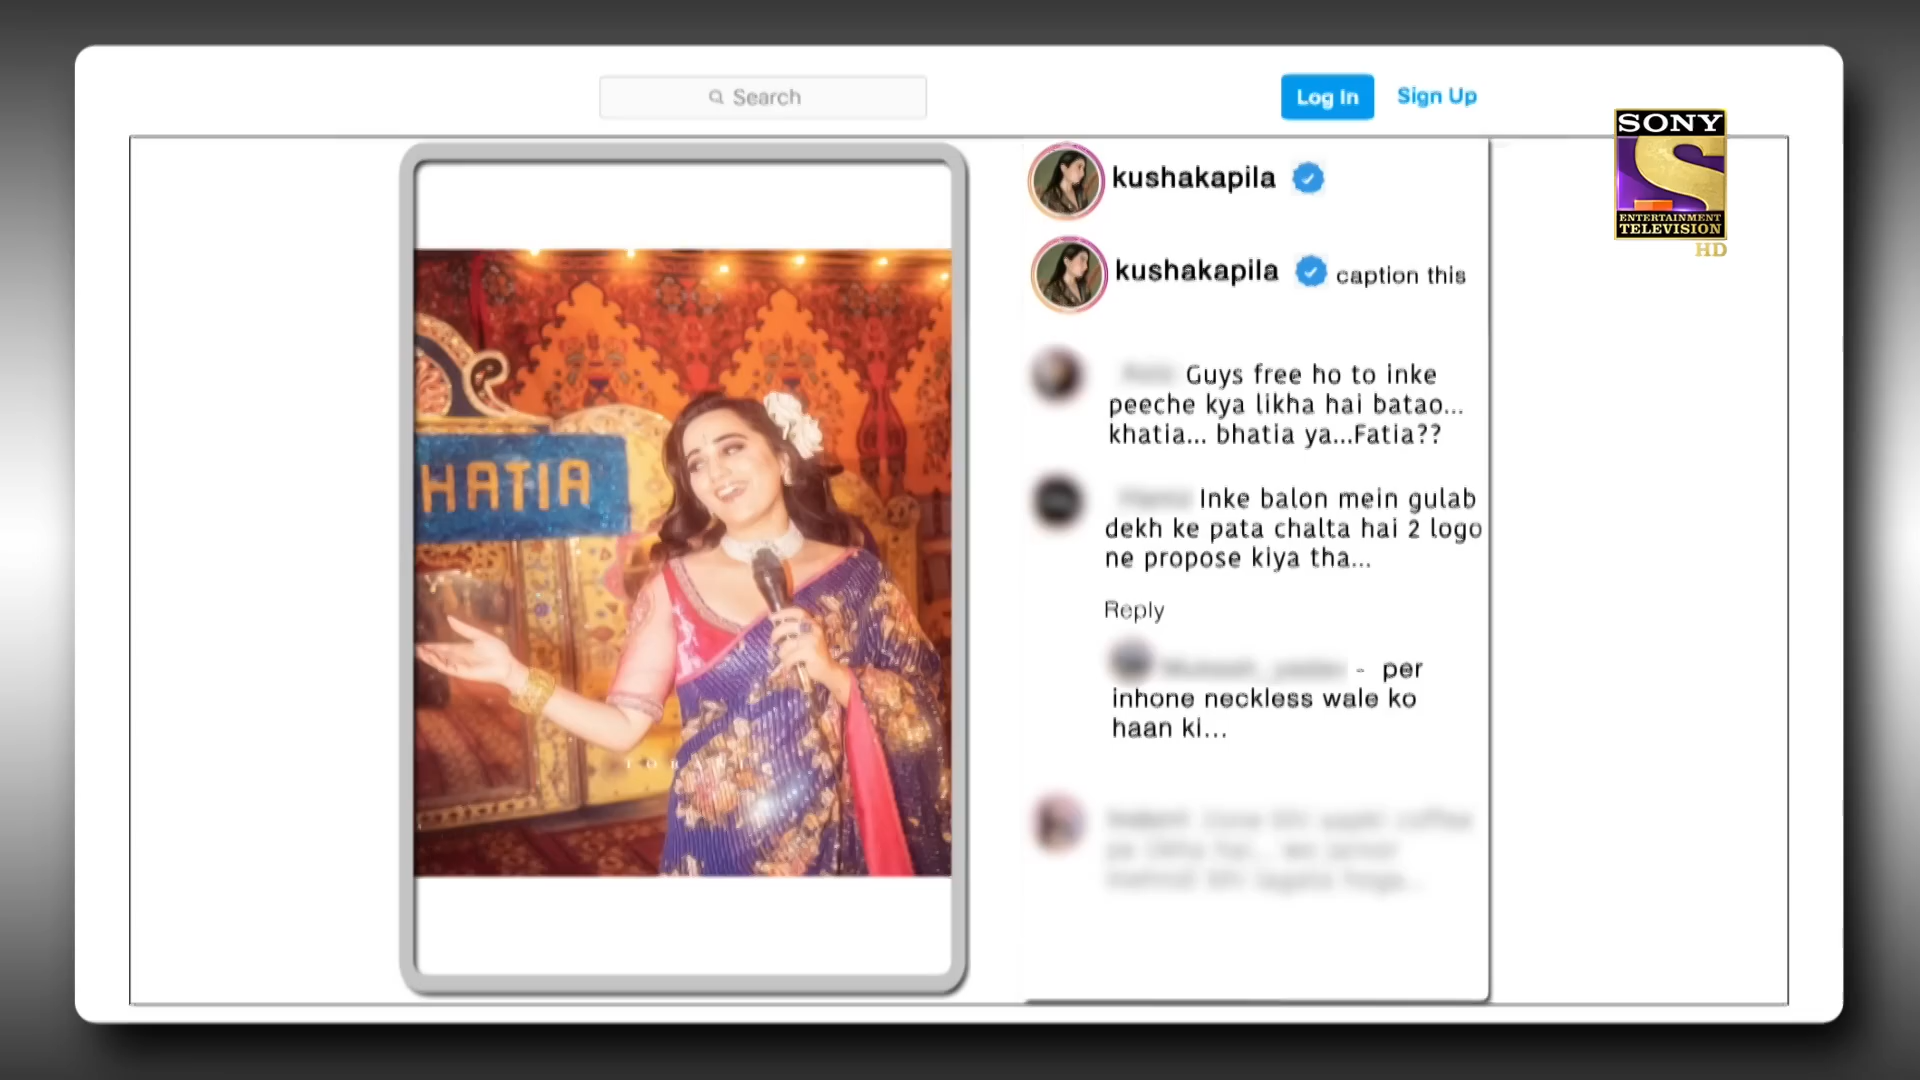 Search
Log In
Sign Up
SONY
ENTERTAINMENT
TELEVISION
HD
kushakapila
kushakapila caption this
HATIA
Guys free ho to inke
peeche kya likha hai batao...
khatia... bhatia ya...Fatia??
Inke balon mein gulab
dekh ke pata chalta hai 2 logo
ne propose kiya tha...
Reply
- per
inhone neckless wale ko
haan ki...